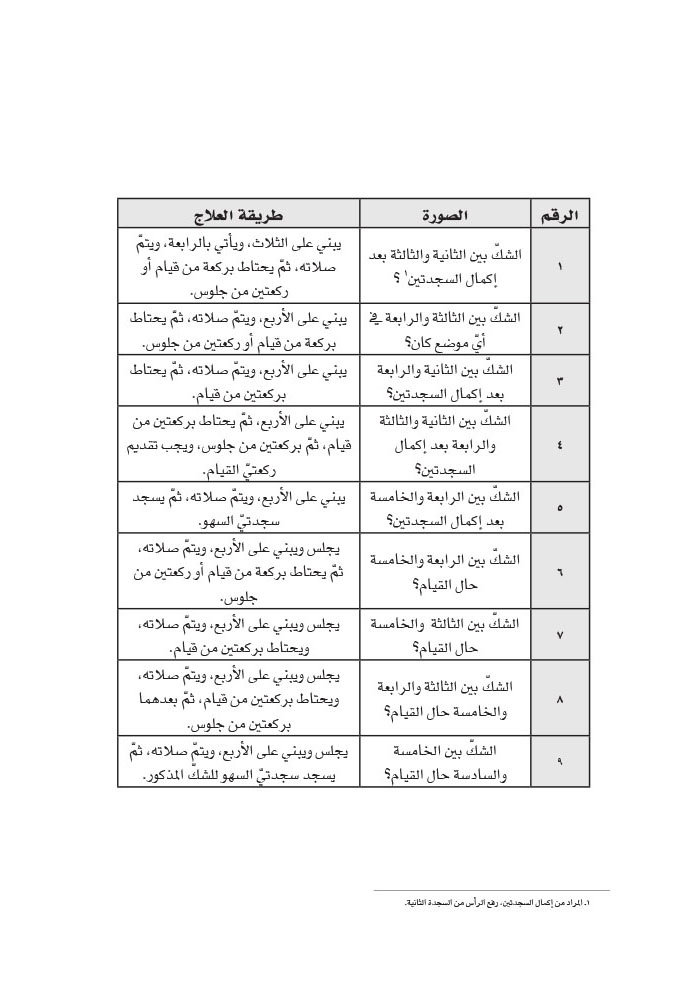 الرقم الصورة طريقة العلاج
١ الشكّ بين الثانية والثالثة بعد إكمال السجدتين١ ؟ يبني على الثلاث، ويأتي بالرابعة، ويتمّ
صلاته، ثمّ يحتاط بركعة من قيام أو
ركعتين من جلوس.
٢ الشكّ بين الثالثة والرابعة في أيّ موضع كان؟ يبني على الأربع، ويتمّ صلاته، ثمّ يحتاط
بركعة من قيام أو ركعتين من جلوس.
٣ الشكّ بين الثانية والرابعة بعد إكمال السجدتين؟ يبني على الأربع، ويتمّ صلاته، ثمّ يحتاط
بركعتين من قيام.
٤ الشكّ بين الثانية والثالثة والرابعة بعد إكمال السجدتين؟ يبني على الأربع، ثمّ يحتاط بركعتين من
قيام، ثمّ بركعتين من جلوس، ويجب تقديم
ركعتيّ القيام.
٥ الشكّ بين الرابعة والخامسة بعد إكمال السجدتين؟ يبني على الأربع، ويتمّ صلاته، ثمّ يسجد
سجدتيّ السهو.
٦ الشكّ بين الرابعة والخامسة حال القيام؟ يجلس ويبني على الأربع، ويتمّ صلاته،
ثمّ يحتاط بركعة من قيام أو ركعتين من
جلوس.
٧ الشكّ بين الثالثة والخامسة حال القيام؟ يجلس ويبني على الأربع، ويتمّ صلاته،
ويحتاط بركعتين من قيام.
٨ الشكّ بين الثالثة والرابعة والخامسة حال القيام؟ يجلس ويبني على الأربع، ويتمّ صلاته،
ويحتاط بركعتين من قيام، ثمّ بعدهما
بركعتين من جلوس.
٩ الشكّ بين الخامسة والسادسة حال القيام؟ يجلس ويبني على الأربع، ويتمّ صلاته، ثمّ
يسجد سجدتيّ السهو للشكّ المذكور.
١. المراد من إكمال السجدتين، رفع الرأس من السجدة الثانية.